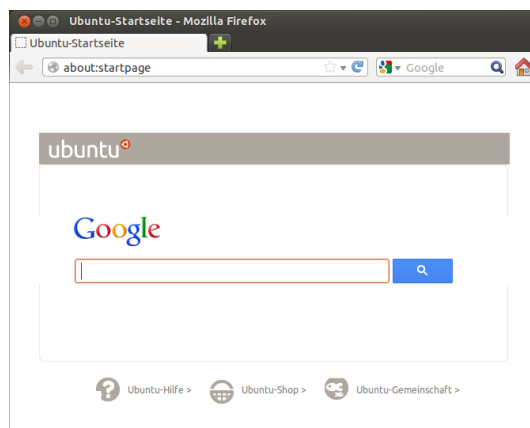 Ubuntu-Startseite - Mozilla Firefox
Ubuntu-Startseite
about:startpage
Google
ubuntu
Google
Ubuntu-Hilfe >
Ubuntu-Shop >
Ubuntu-Gemeinschaft >